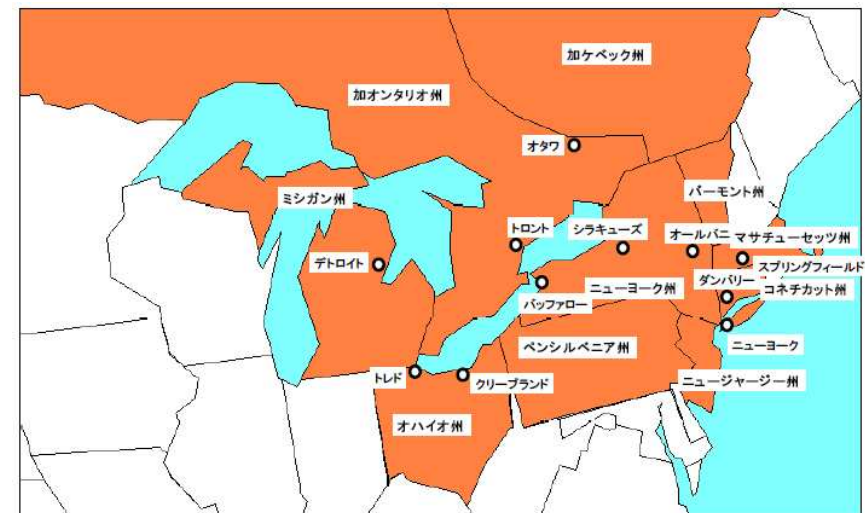 加ケベック州
加オンタリオ州
オタワ
バーモント州
ミシガン州
トロント
シラキューズ
オールバニ
マサチューセッツ州
デトロイト
スプリングフィールド
ダンバリー
コネチカット州
ニューヨーク州
バッファロー
ニューヨーク
ペンシルベニア州
トレド
クリーブランド
ニュージャージー州
オハイオ州